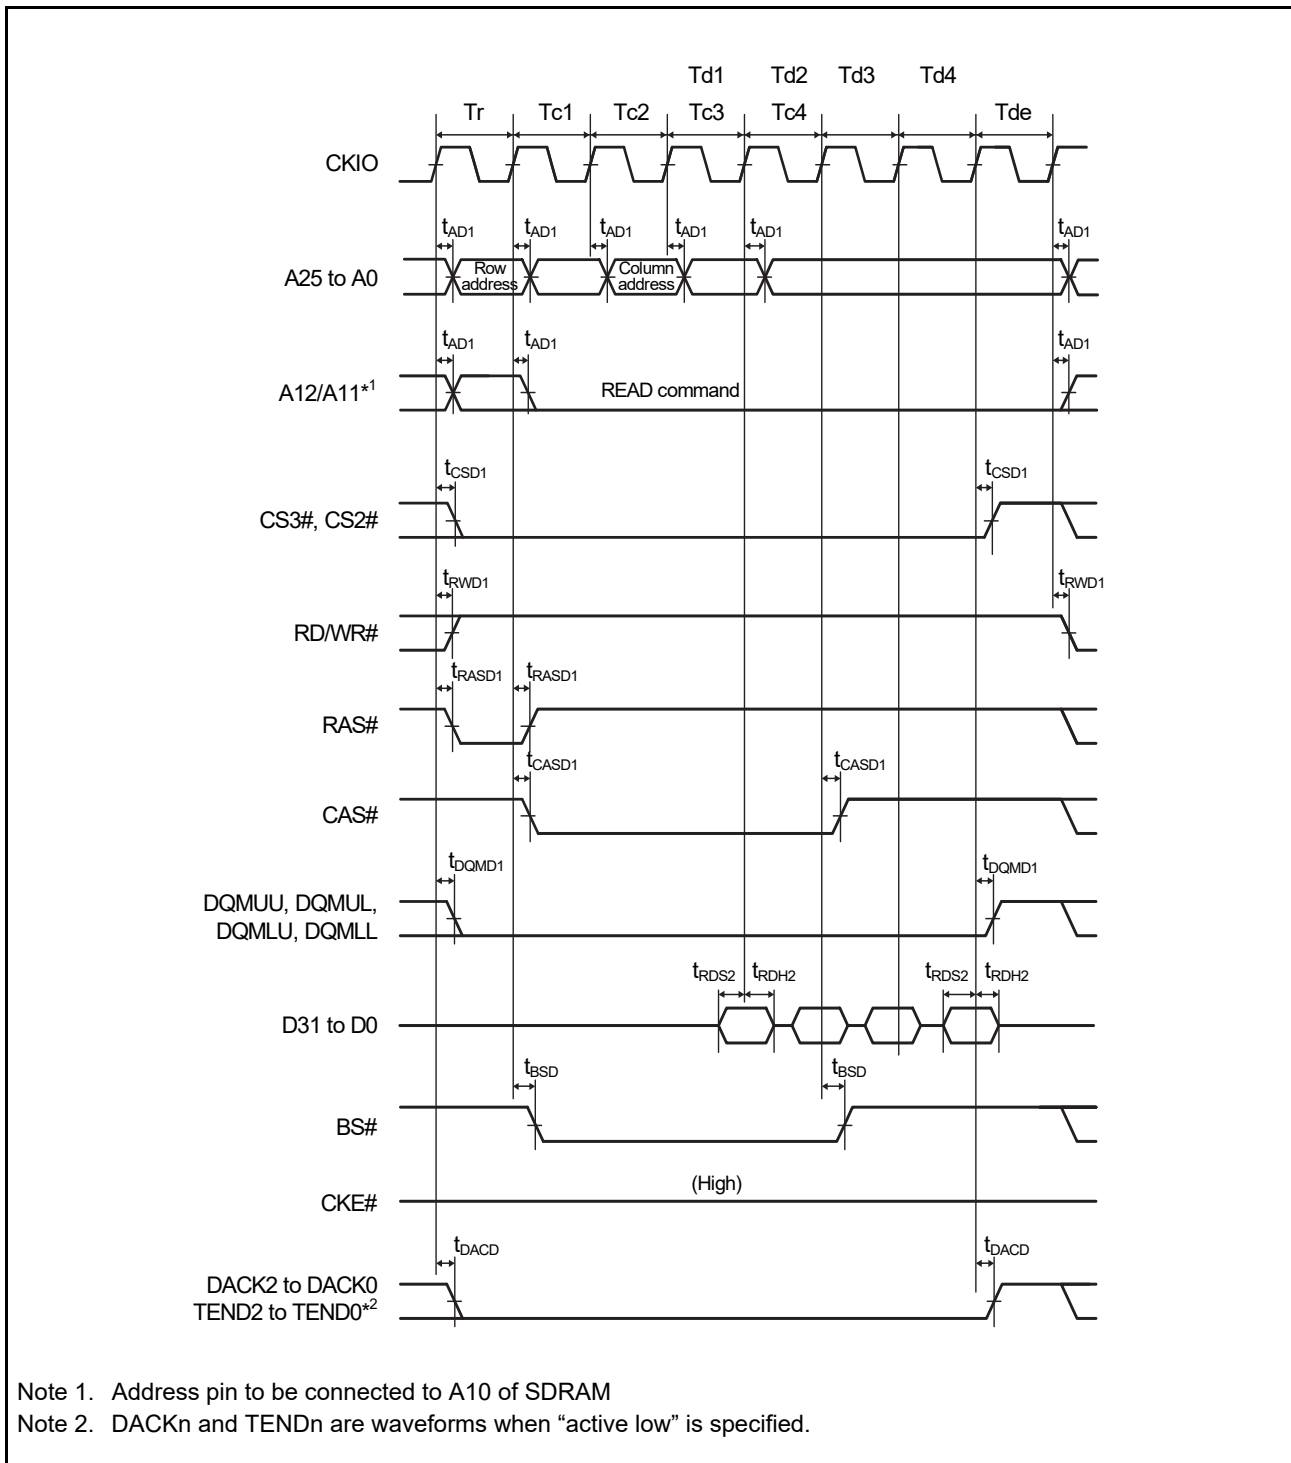 Td1 Td2 Td3 Td4
Tr Tc1 Tc2 Tc3 Tc4 Tde
CKIO
tAD1 tAD1 tAD1 tAD1 tAD1 tAD1
A25 to A0
Row address
Column address
tAD1 tAD1 tAD1
A12/A11*1
READ command
tCSD1 tCSD1
CS3#, CS2#
tRWD1 tRWD1
RD/WR#
tRASD1 tRASD1
RAS#
tCASD1 tCASD1
CAS#
tDQMD1 tDQMD1
DQMUU, DQMUL,
DQMLU, DQMLL
tRDS2 tRDH2 tRDS2 tRDH2
D31 to D0
tBSD tBSD
BS#
(High)
CKE#
tDACD tDACD
DACK2 to DACK0
TEND2 to TEND0*2
Note 1. Address pin to be connected to A10 of SDRAM
Note 2. DACKn and TENDn are waveforms when “active low” is specified.